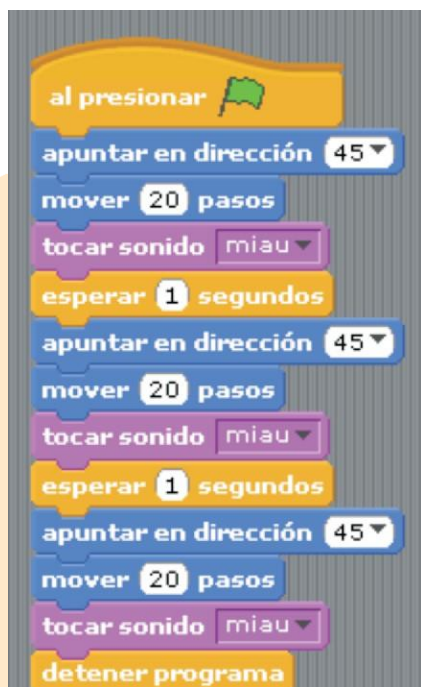 al presionar
apuntar en dirección 45
mover 20 pasos
tocar sonido miau
esperar 1 segundos
apuntar en dirección 45
mover 20 pasos
tocar sonido miau
esperar 1 segundos
apuntar en dirección 45
mover 20 pasos
tocar sonido miau
detener programa